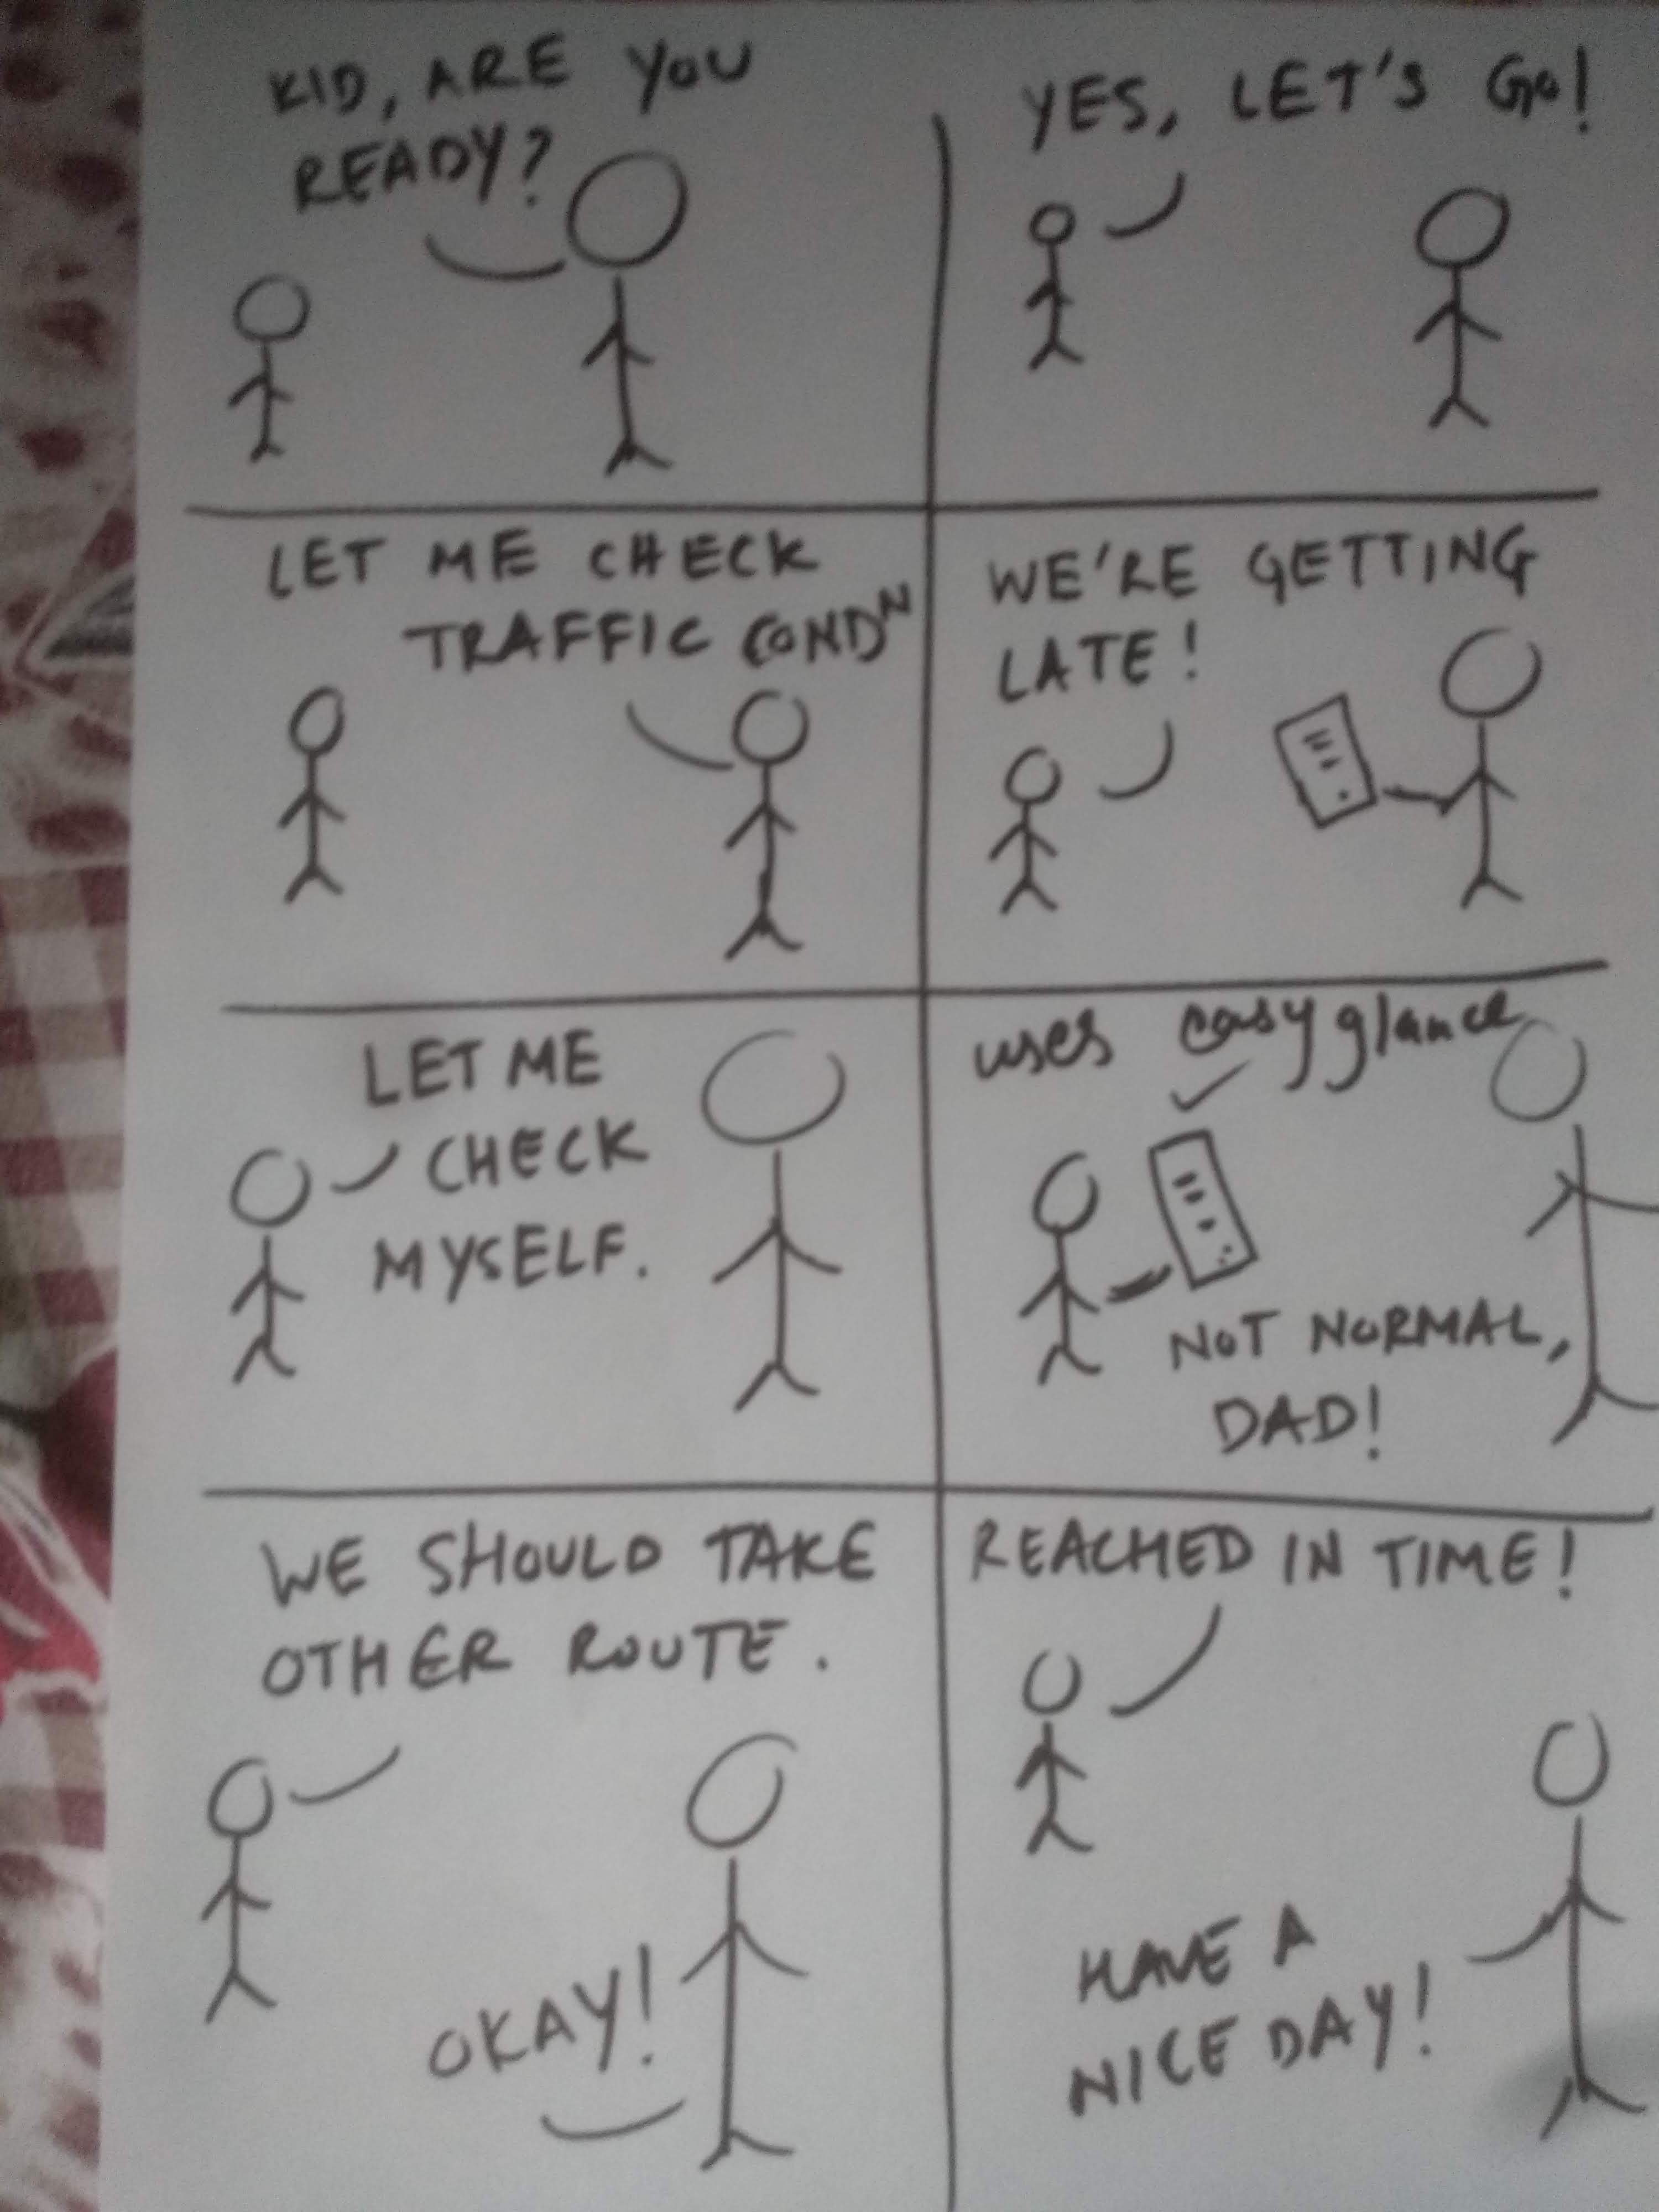 KID, ARE YOU
READY?
YES, LET'S GO!
LET ME CHECK
TRAFFIC CONDN
WE'RE GETTING
LATE!
LET ME
CHECK
MYSELF.
uses easyglance
NOT NORMAL,
DAD!
WE SHOULD TAKE
OTHER ROUTE.
OKAY!
REACHED IN TIME!
HAVE A
NICE DAY!